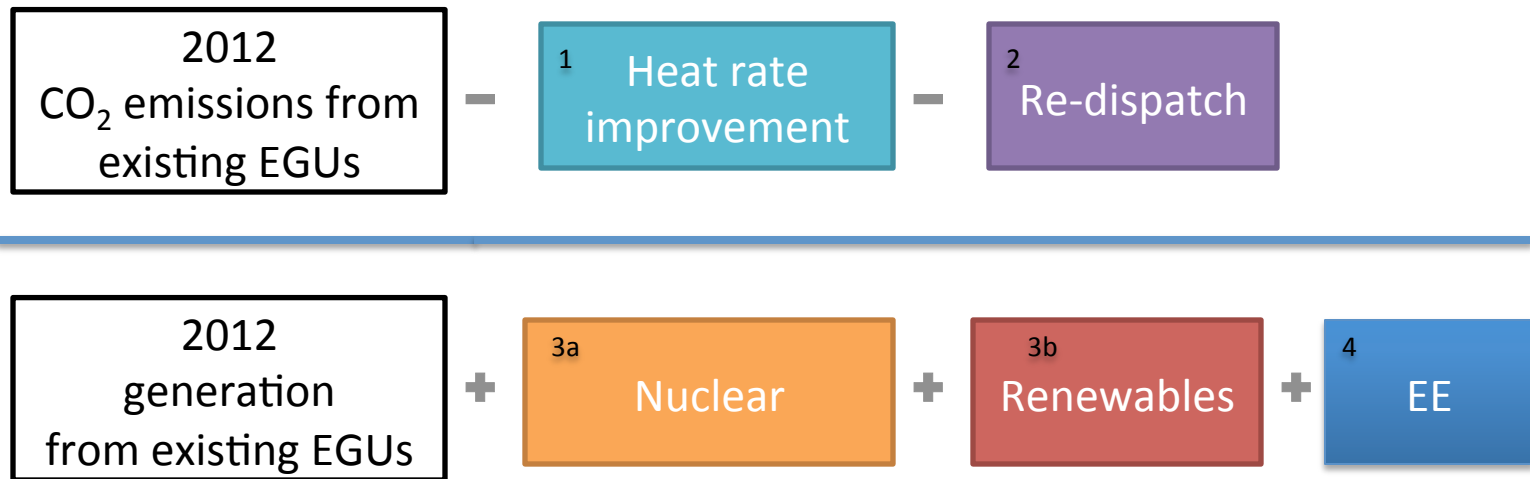 2012
CO₂ emissions from
existing EGUs
−
1
Heat rate
improvement
−
2
Re-dispatch
2012
generation
from existing EGUs
+
3a
Nuclear
+
3b
Renewables
+
4
EE